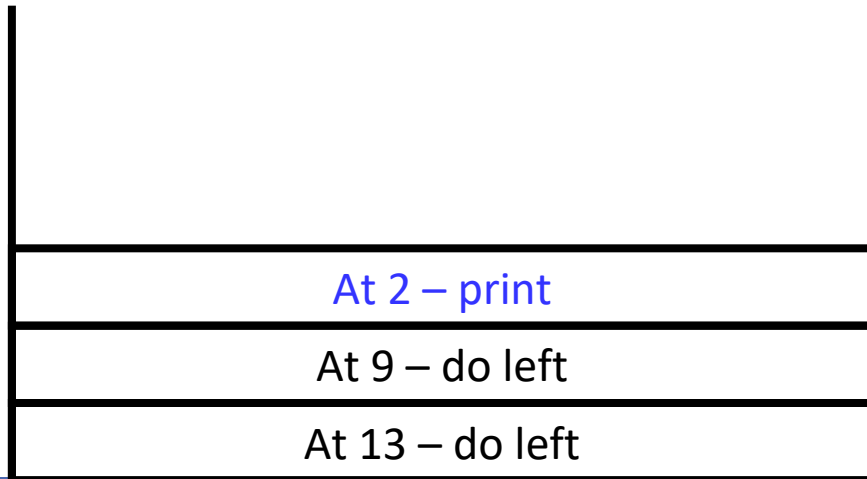 At 2 – print
At 9 – do left
At 13 – do left